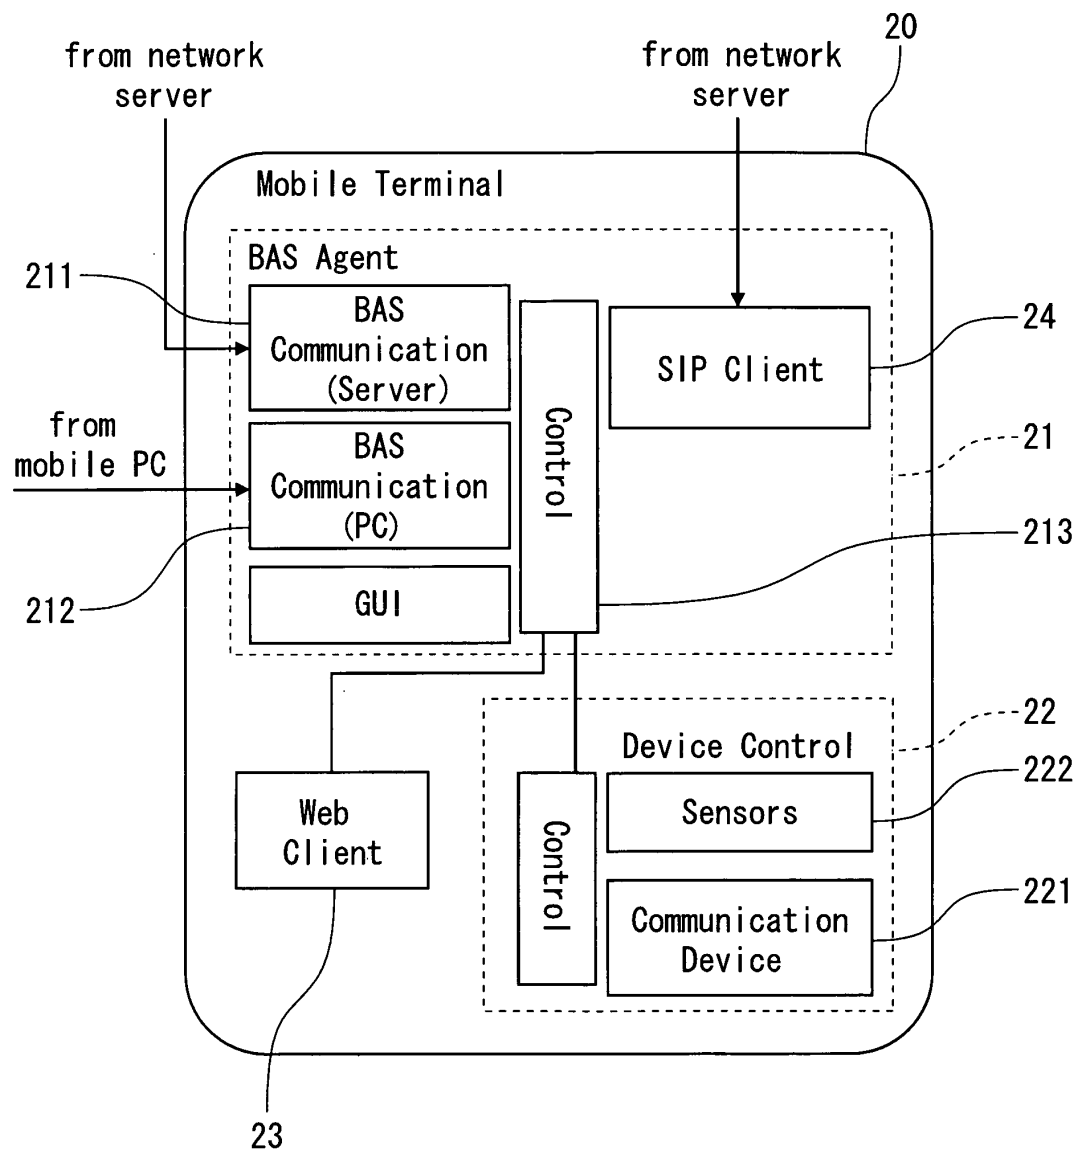 20
from network
server
from network
server
Mobile Terminal
BAS Agent
211
BAS
Communication
(Server)
24
SIP Client
Control
from
mobile PC
21
BAS
Communication
(PC)
213
212
GUI
22
Device Control
222
Web
Client
Control
Sensors
221
Communication
Device
23